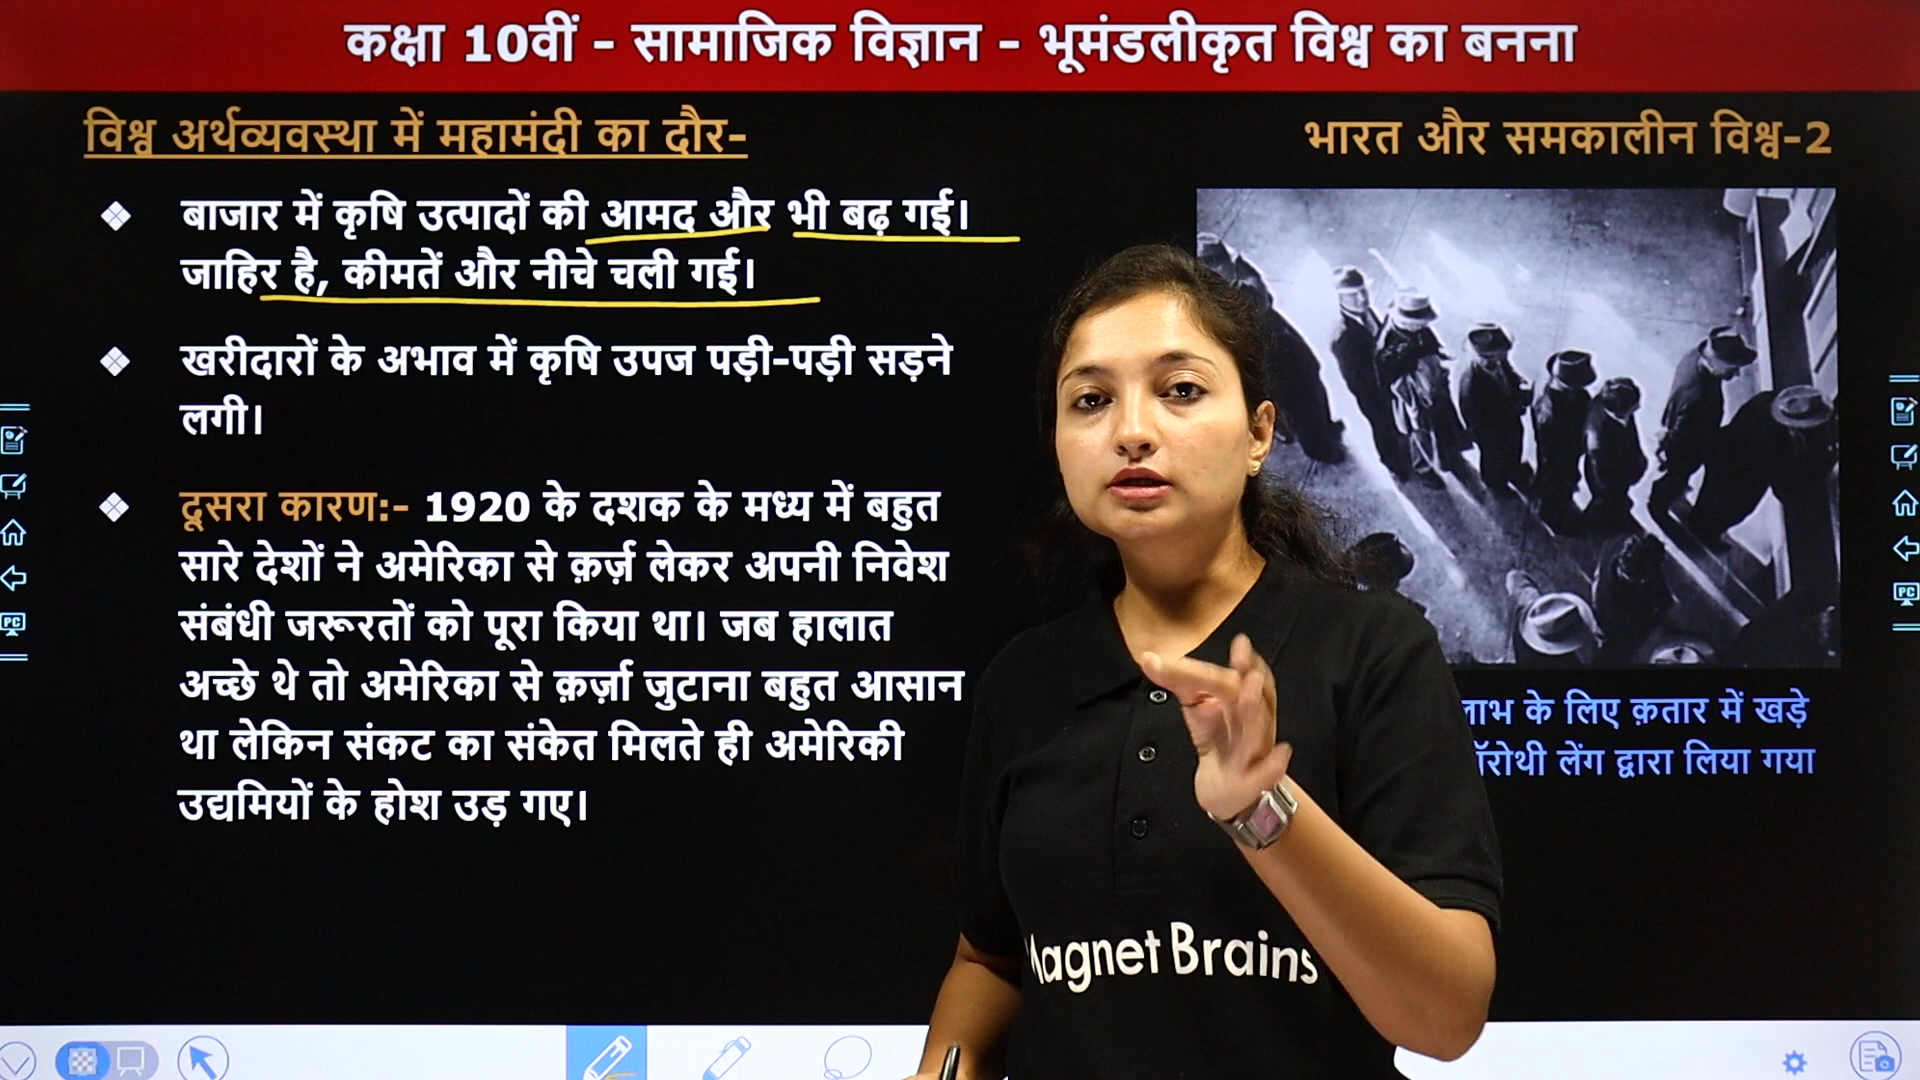 कक्षा 10वीं - सामाजिक विज्ञान - भूमंडलीकृत विश्व का बनना
विश्व अर्थव्यवस्था में महामंदी का दौर-
भारत और समकालीन विश्व-2
बाजार में कृषि उत्पादों की आमद और भी बढ़ गई।
जाहिर है, कीमतें और नीचे चली गई।
खरीदारों के अभाव में कृषि उपज पड़ी-पड़ी सड़ने
लगी।
दूसरा कारण:- 1920 के दशक के मध्य में बहुत
सारे देशों ने अमेरिका से क़र्ज़ लेकर अपनी निवेश
संबंधी जरूरतों को पूरा किया था। जब हालात
अच्छे थे तो अमेरिका से क़र्ज़ा जुटाना बहुत आसान
था लेकिन संकट का संकेत मिलते ही अमेरिकी
उद्यमियों के होश उड़ गए।
के लिए क़तार में खड़े
लेंग द्वारा लिया गया
Magnet Brains
PC
PC